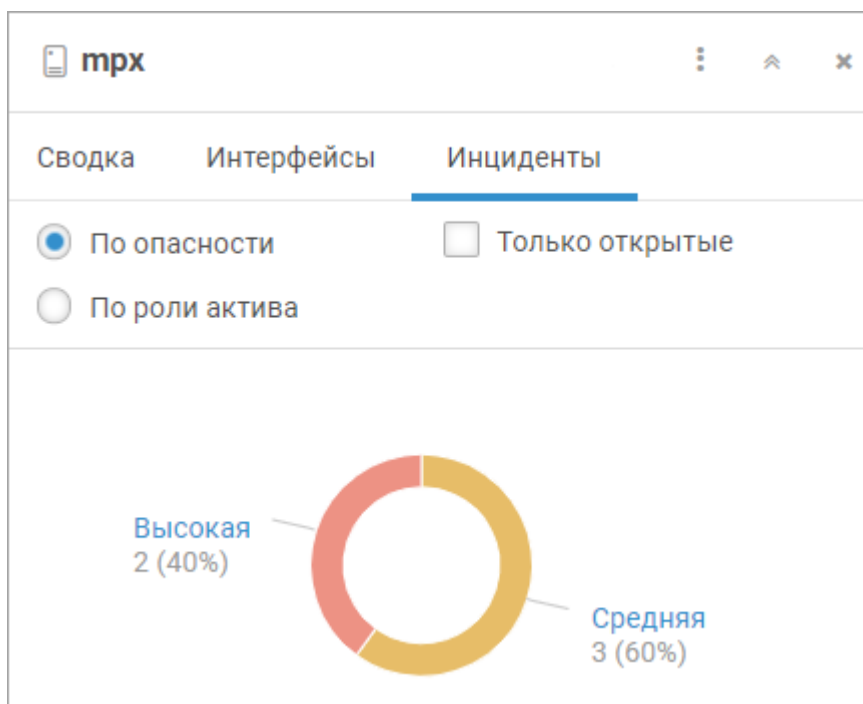 mpx
Сводка Интерфейсы Инциденты
По опасности Только открытые
По роли актива
Высокая
2 (40%)
Средняя
3 (60%)